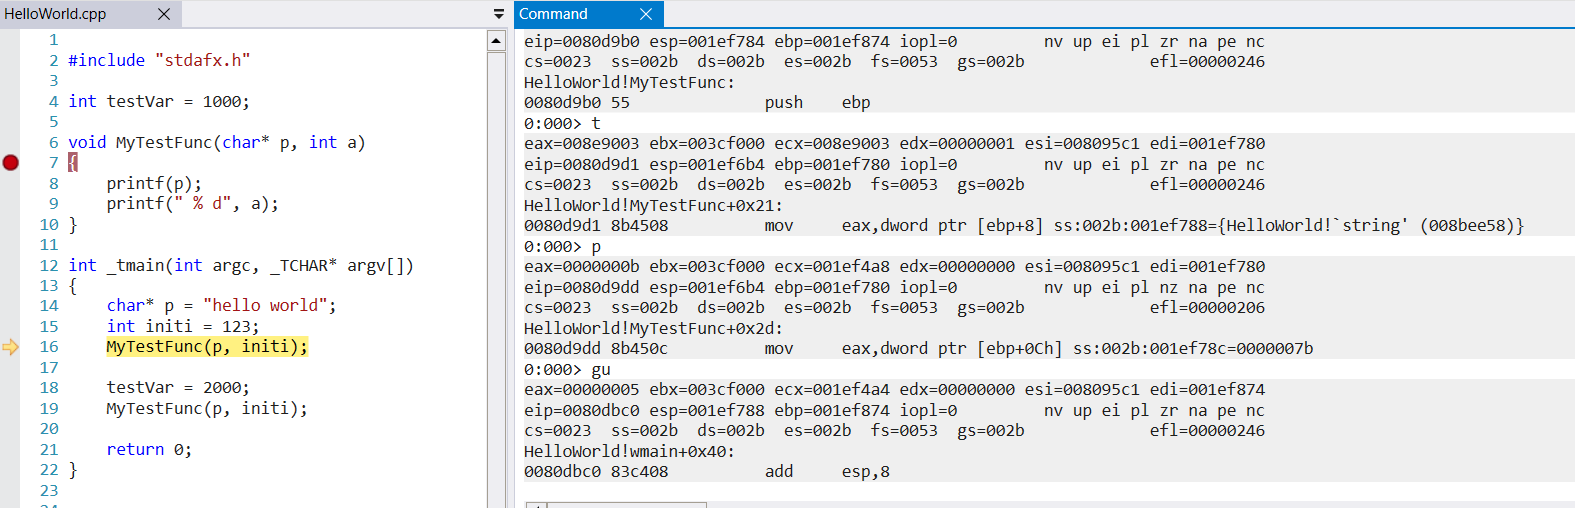 HelloWorld.cpp
1
2 #include "stdafx.h"
3
4 int testVar = 1000;
5
6 void MyTestFunc(char* p, int a)
7 {
8 printf(p);
9 printf(" % d", a);
10 }
11
12 int _tmain(int argc, _TCHAR* argv[])
13 {
14 char* p = "hello world";
15 int initi = 123;
16 MyTestFunc(p, initi);
17
18 testVar = 2000;
19 MyTestFunc(p, initi);
20
21 return 0;
22 }
23
Command
eip=0080d9b0 esp=001ef784 ebp=001ef874 iopl=0 nv up ei pl zr na pe nc
cs=0023 ss=002b ds=002b es=002b fs=0053 gs=002b efl=00000246
HelloWorld!MyTestFunc:
0080d9b0 55 push ebp
0:000> t
eax=008e9003 ebx=003cf000 ecx=008e9003 edx=00000001 esi=008095c1 edi=001ef780
eip=0080d9d1 esp=001ef6b4 ebp=001ef780 iopl=0 nv up ei pl zr na pe nc
cs=0023 ss=002b ds=002b es=002b fs=0053 gs=002b efl=00000246
HelloWorld!MyTestFunc+0x21:
0080d9d1 8b4508 mov eax,dword ptr [ebp+8] ss:002b:001ef788={HelloWorld!`string' (008bee58)}
0:000> p
eax=0000000b ebx=003cf000 ecx=001ef4a8 edx=00000000 esi=008095c1 edi=001ef780
eip=0080d9dd esp=001ef6b4 ebp=001ef780 iopl=0 nv up ei pl nz na pe nc
cs=0023 ss=002b ds=002b es=002b fs=0053 gs=002b efl=00000206
HelloWorld!MyTestFunc+0x2d:
0080d9dd 8b450c mov eax,dword ptr [ebp+0Ch] ss:002b:001ef78c=0000007b
0:000> gu
eax=00000005 ebx=003cf000 ecx=001ef4a4 edx=00000000 esi=008095c1 edi=001ef874
eip=0080dbc0 esp=001ef788 ebp=001ef874 iopl=0 nv up ei pl zr na pe nc
cs=0023 ss=002b ds=002b es=002b fs=0053 gs=002b efl=00000246
HelloWorld!wmain+0x40:
0080dbc0 83c408 add esp,8